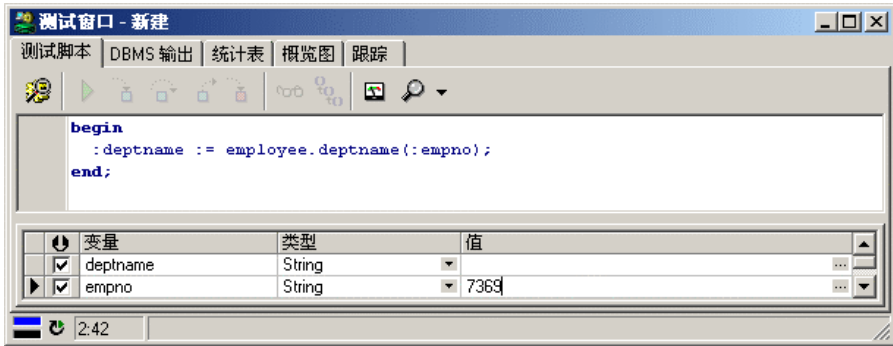 测试窗口 - 新建
测试脚本 DBMS 输出 统计表 概览图 跟踪
begin
:deptname := employee.deptname(:empno);
end;
变量 类型 值
deptname String
empno String 7369
2:42